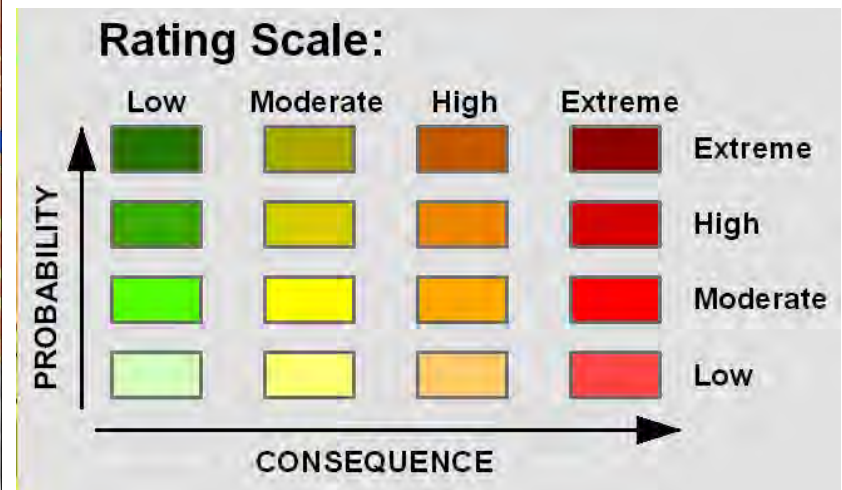 Rating Scale:
Low Moderate High Extreme
Extreme
High
Moderate
Low
PROBABILITY
CONSEQUENCE